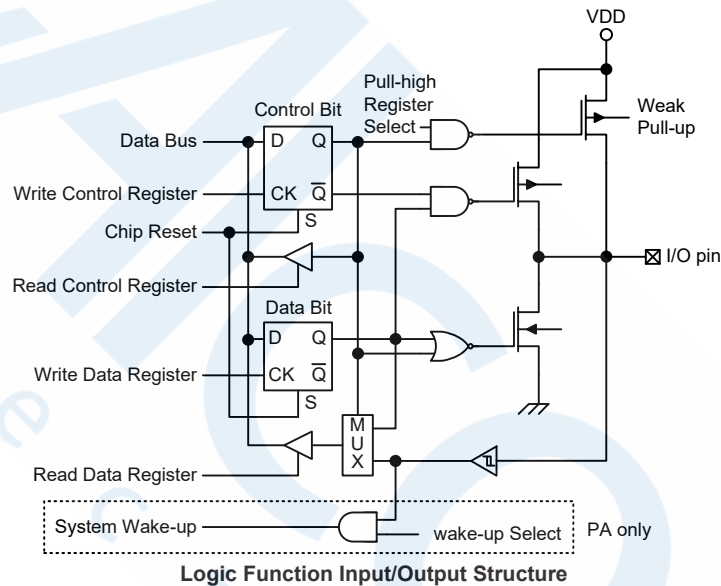 VDD
Pull-high
Register
Select
Weak
Pull-up
Control Bit
Data Bus
D
Q
Write Control Register
CK
Q
S
Chip Reset
I/O pin
Read Control Register
Data Bit
D
Q
Write Data Register
CK
Q
S
M
U
X
Read Data Register
System Wake-up
wake-up Select
PA only
Logic Function Input/Output Structure